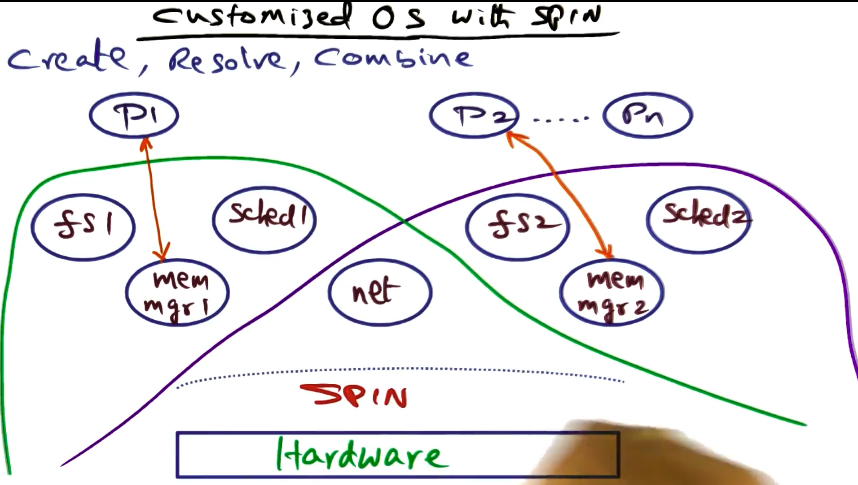 Customized OS with SPIN
Create, Resolve, Combine
P1 P2 ..... Pn
fs1 sched1 fs2 sched2
mem mgr1 net mem mgr2
SPIN
Hardware